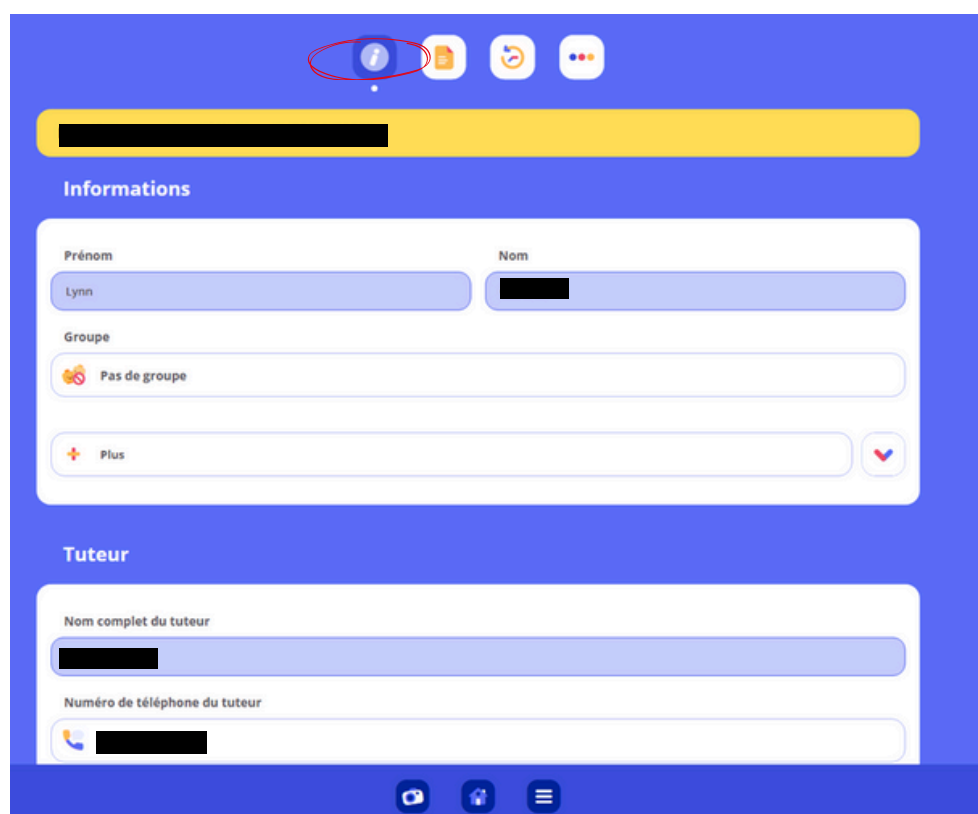 Informations
Prénom Nom
Lynn
Groupe
Pas de groupe
Plus
Tuteur
Nom complet du tuteur
Numéro de téléphone du tuteur